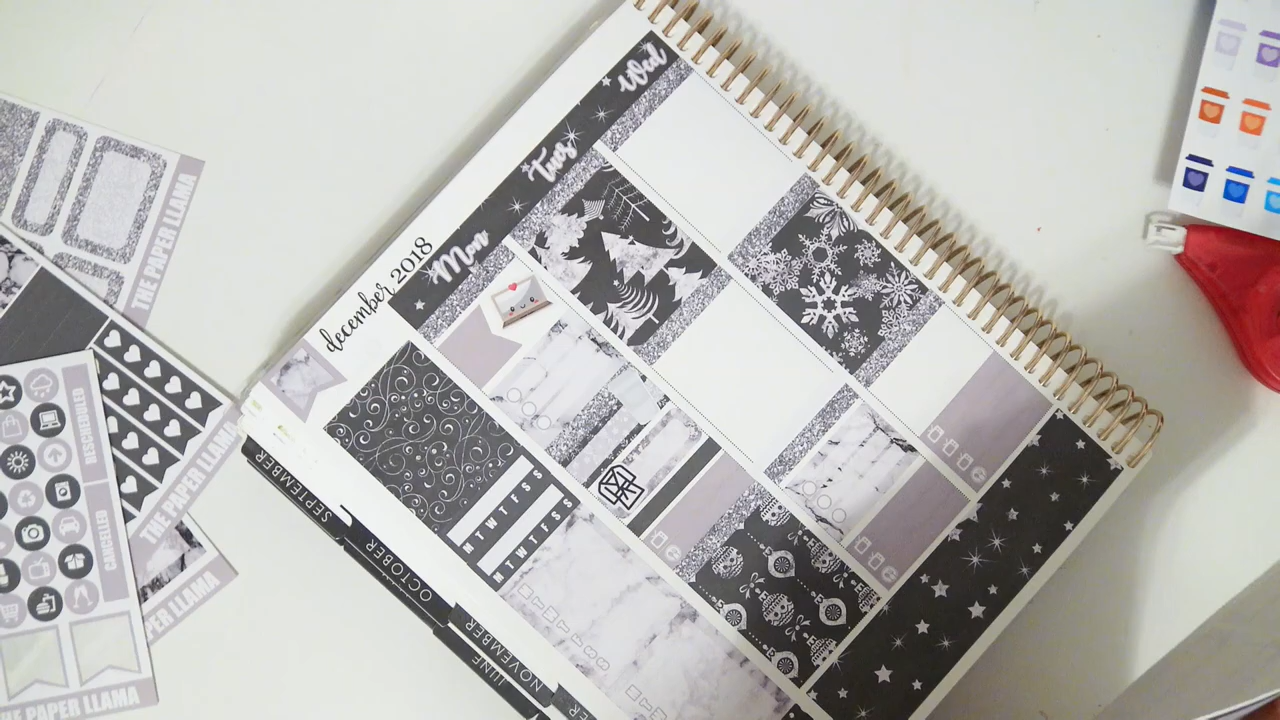 Wed
Tues
Mon
december 2018
M T W T F S S
M T W T F S S
SEPTEMBER
OCTOBER
NOVEMBER
JUNE
THE PAPER LLAMA
THE PAPER LLAMA
PAPER LLAMA
THE PAPER LLAMA
RESCHEDULED
CANCELLED